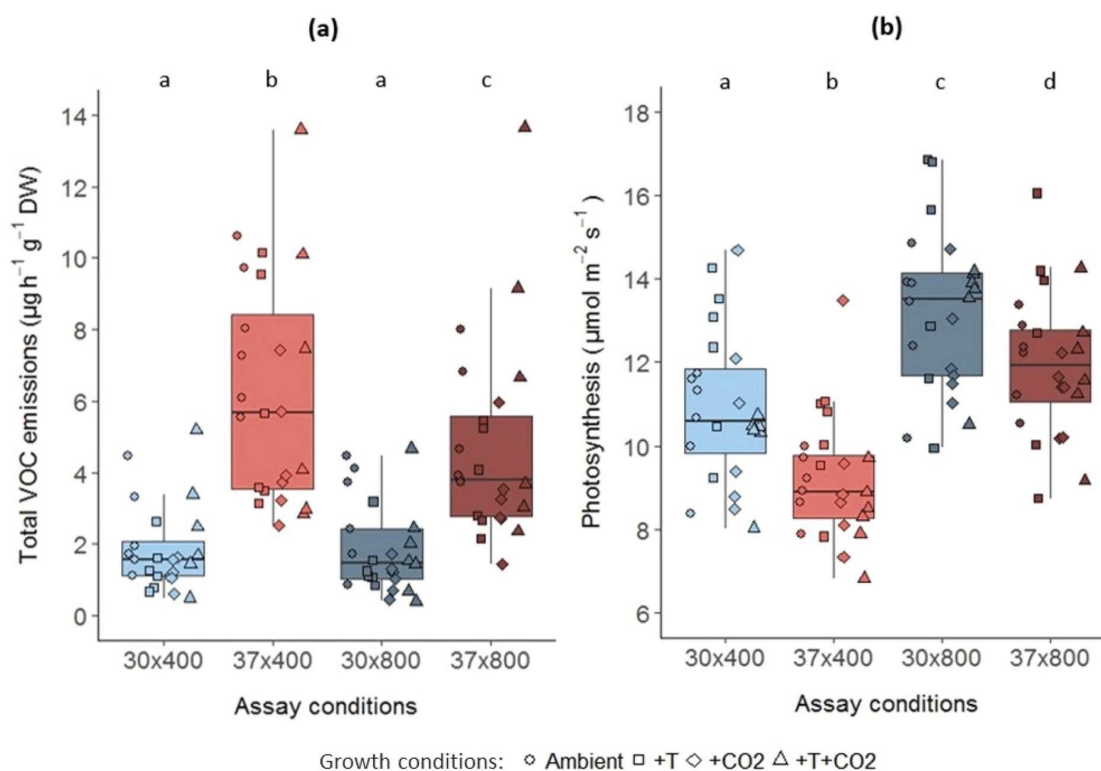 (a)
(b)
a b a c
a b c d
Total VOC emissions (µgh⁻¹ g⁻¹ DW)
14
12
10
8
6
4
2
0
30x400 37x400 30x800 37x800
Assay conditions
Photosynthesis (µmol m⁻² s⁻¹)
18
16
14
12
10
8
6
30x400 37x400 30x800 37x800
Assay conditions
Growth conditions: Ambient +T +CO2 +T+CO2